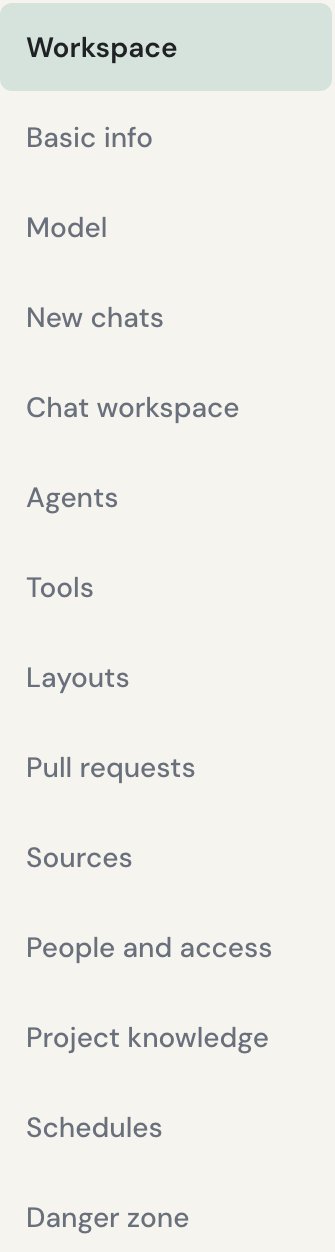 Workspace
Basic info
Model
New chats
Chat workspace
Agents
Tools
Layouts
Pull requests
Sources
People and access
Project knowledge
Schedules
Danger zone